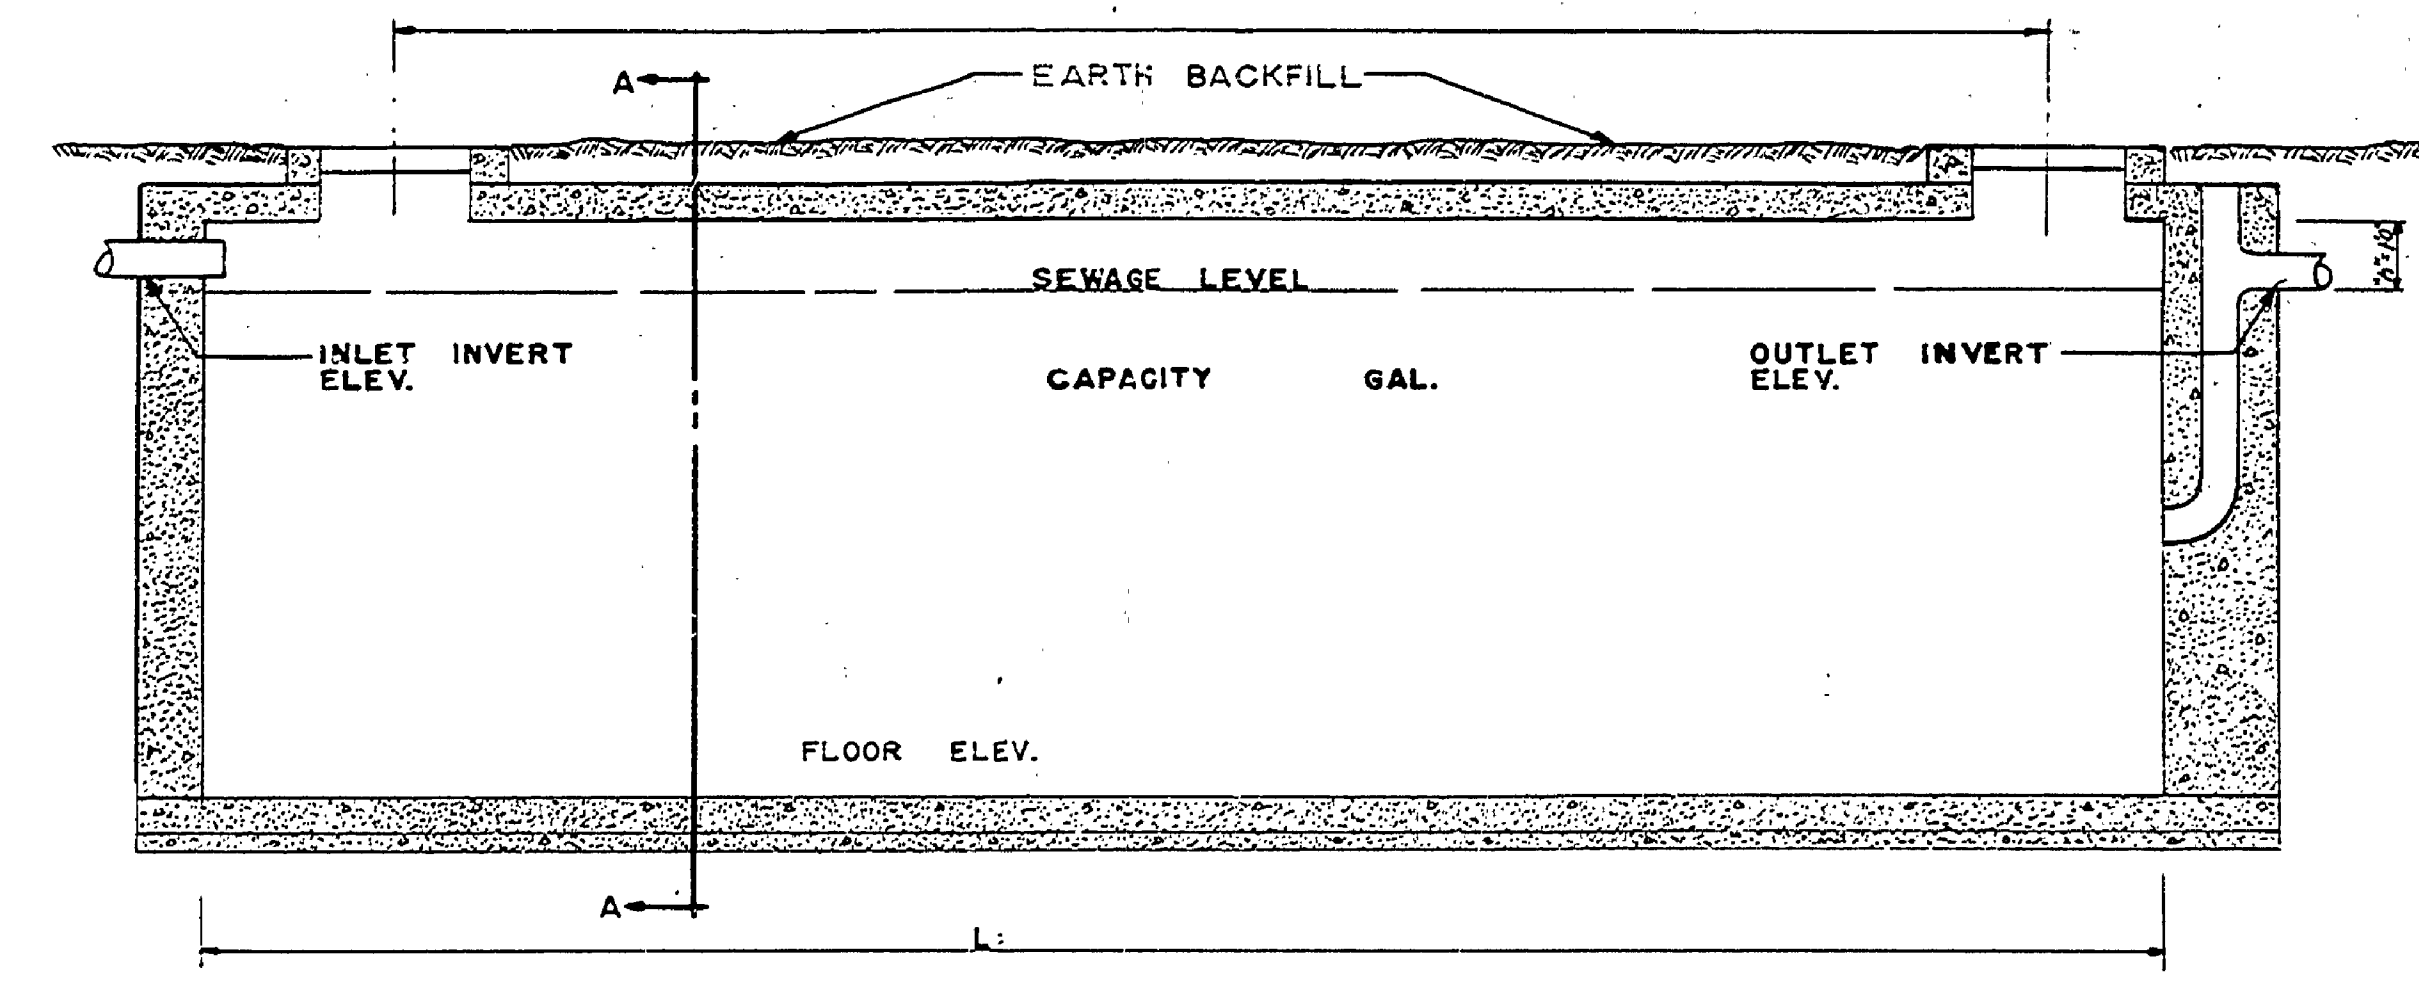 A
EARTH BACKFILL
SEWAGE LEVEL
INLET INVERT
ELEV.
CAPACITY GAL.
OUTLET INVERT
ELEV.
FLOOR ELEV.
A
L=